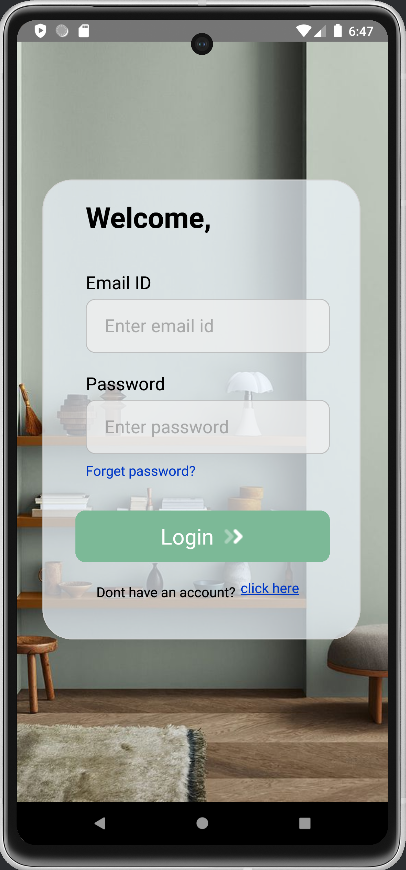 6:47
Welcome,
Email ID
Enter email id
Password
Enter password
Forget password?
Login
Dont have an account? click here